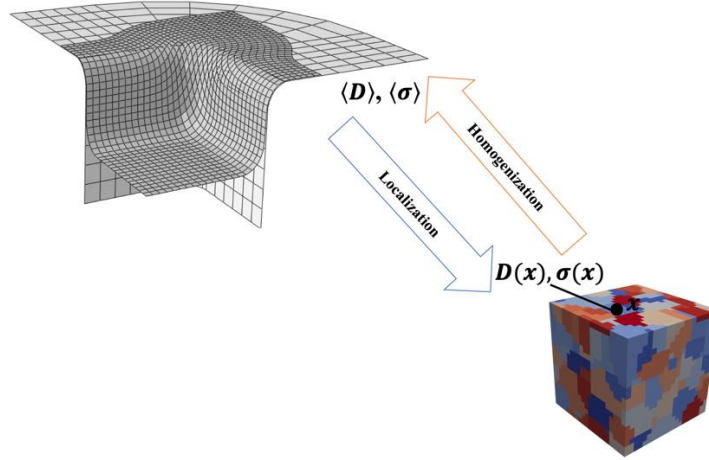 ⟨D⟩, ⟨σ⟩
Homogenization
Localization
D(x), σ(x)
x